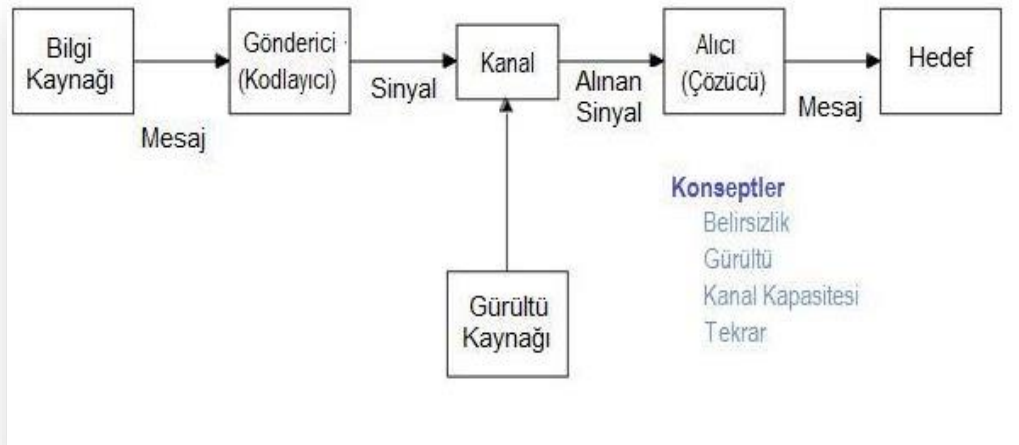 Bilgi
Kaynağı
Mesaj
Gönderici
(Kodlayıcı)
Sinyal
Kanal
Alınan
Sinyal
Alıcı
(Çözücü)
Mesaj
Hedef
Gürültü
Kaynağı
Konseptler
Belirsizlik
Gürültü
Kanal Kapasitesi
Tekrar